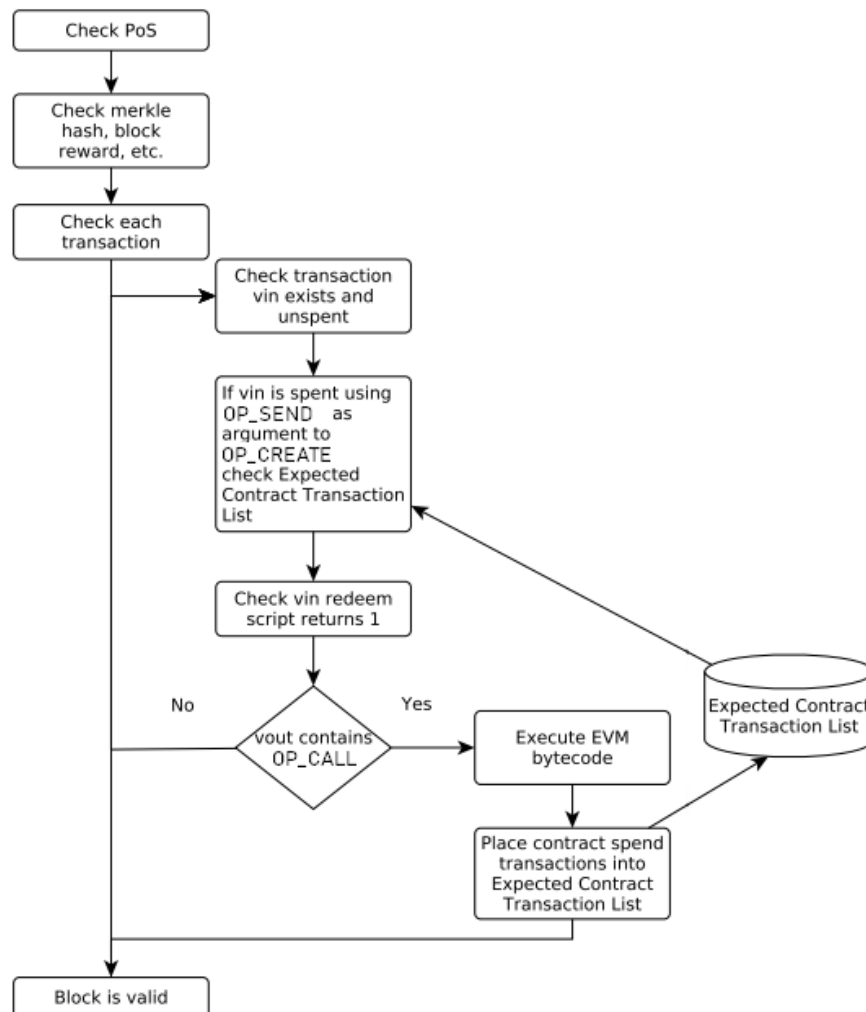 Check PoS
Check merkle
hash, block
reward, etc.
Check each
transaction
Check transaction
vin exists and
unspent
If vin is spent using
OP_SEND as
argument to
OP_CREATE
check Expected
Contract Transaction
List
Check vin redeem
script returns 1
No
Yes
vout contains
OP_CALL
Execute EVM
bytecode
Expected Contract
Transaction List
Place contract spend
transactions into
Expected Contract
Transaction List
Block is valid